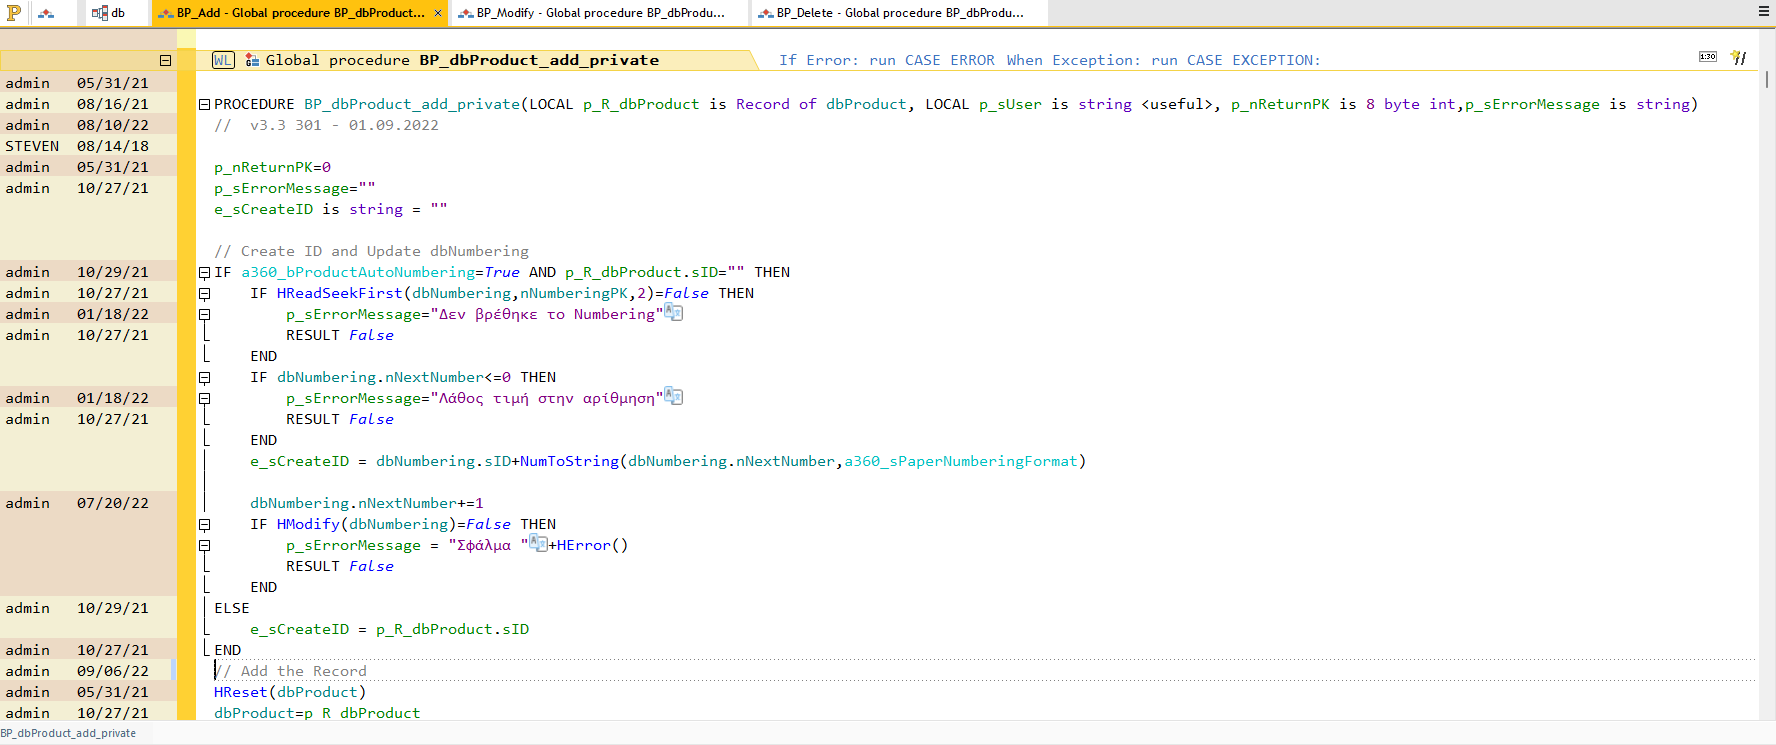 db BP_Add - Global procedure BP_dbProduct... × BP_Modify - Global procedure BP_dbProdu... BP_Delete - Global procedure BP_dbProdu...
WL Global procedure BP_dbProduct_add_private If Error: run CASE ERROR When Exception: run CASE EXCEPTION: 1:30
admin 05/31/21
admin 08/16/21 PROCEDURE BP_dbProduct_add_private(LOCAL p_R_dbProduct is Record of dbProduct, LOCAL p_sUser is string <useful>, p_nReturnPK is 8 byte int,p_sErrorMessage is string)
admin 08/10/22 // v3.3 301 - 01.09.2022
STEVEN 08/14/18
admin 05/31/21 p_nReturnPK=0
admin 10/27/21 p_sErrorMessage=""
e_sCreateID is string = ""
// Create ID and Update dbNumbering
admin 10/29/21 IF a360_bProductAutoNumbering=True AND p_R_dbProduct.sID="" THEN
admin 10/27/21 IF HReadSeekFirst(dbNumbering,nNumberingPK,2)=False THEN
admin 01/18/22 p_sErrorMessage="Δεν βρέθηκε το Numbering"
admin 10/27/21 RESULT False
END
IF dbNumbering.nNextNumber<=0 THEN
admin 01/18/22 p_sErrorMessage="Λάθος τιμή στην αρίθμηση"
admin 10/27/21 RESULT False
END
e_sCreateID = dbNumbering.sID+NumToString(dbNumbering.nNextNumber,a360_sPaperNumberingFormat)
admin 07/20/22 dbNumbering.nNextNumber+=1
IF HModify(dbNumbering)=False THEN
p_sErrorMessage = "Σφάλμα "+HError()
RESULT False
END
admin 10/29/21 ELSE
e_sCreateID = p_R_dbProduct.sID
admin 10/27/21 END
admin 09/06/22 // Add the Record
admin 05/31/21 HReset(dbProduct)
admin 10/27/21 dbProduct=p_R_dbProduct
BP_dbProduct_add_private